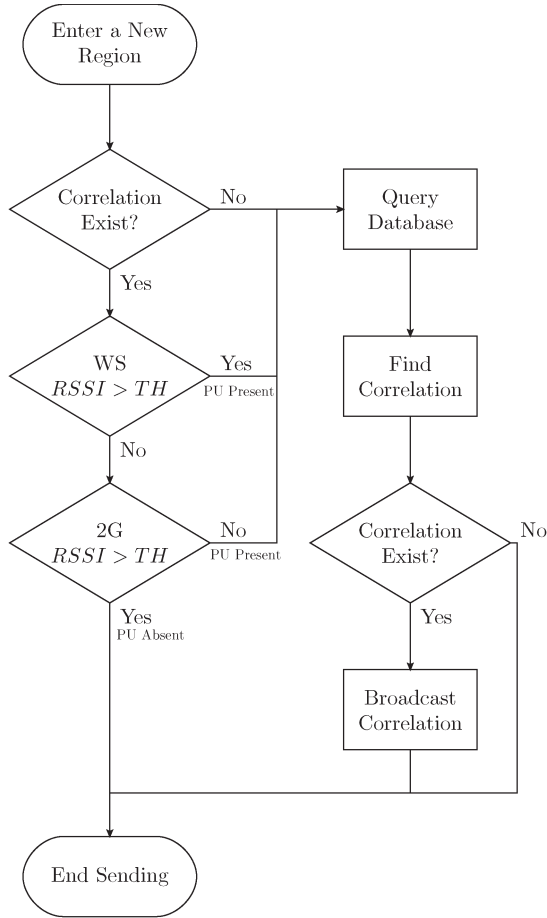 Enter a New
Region
Correlation
Exist?
No
Yes
Query
Database
WS
RSSI > TH
Yes
PU Present
No
Find
Correlation
2G
RSSI > TH
No
PU Present
Yes
PU Absent
Correlation
Exist?
No
Yes
Broadcast
Correlation
End Sending